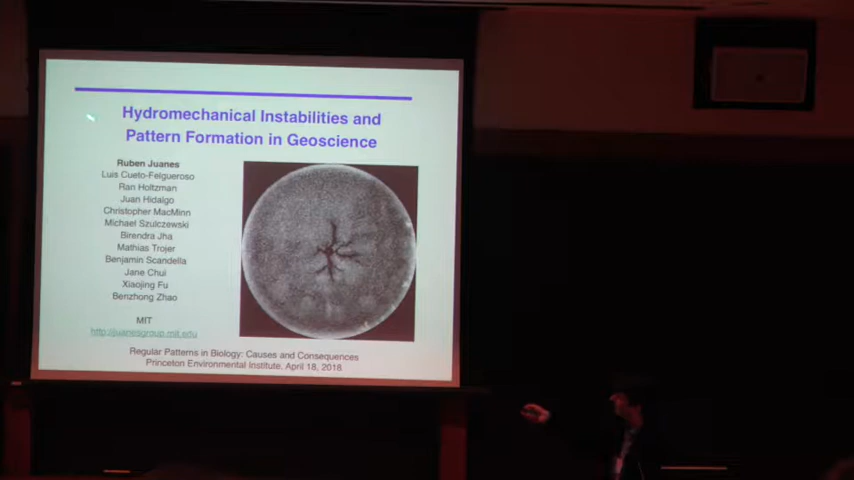 Hydromechanical Instabilities and
Pattern Formation in Geoscience
Ruben Juanes
Luis Cueto-Felgueroso
Ran Holtzman
Juan Hidalgo
Christopher MacMinn
Michael Szulczewski
Birendra Jha
Mathias Trojer
Benjamin Scandella
Jane Chui
Xiaojing Fu
Benzhong Zhao
MIT
http://juanesgroup.mit.edu
Regular Patterns in Biology: Causes and Consequences
Princeton Environmental Institute, April 18, 2018